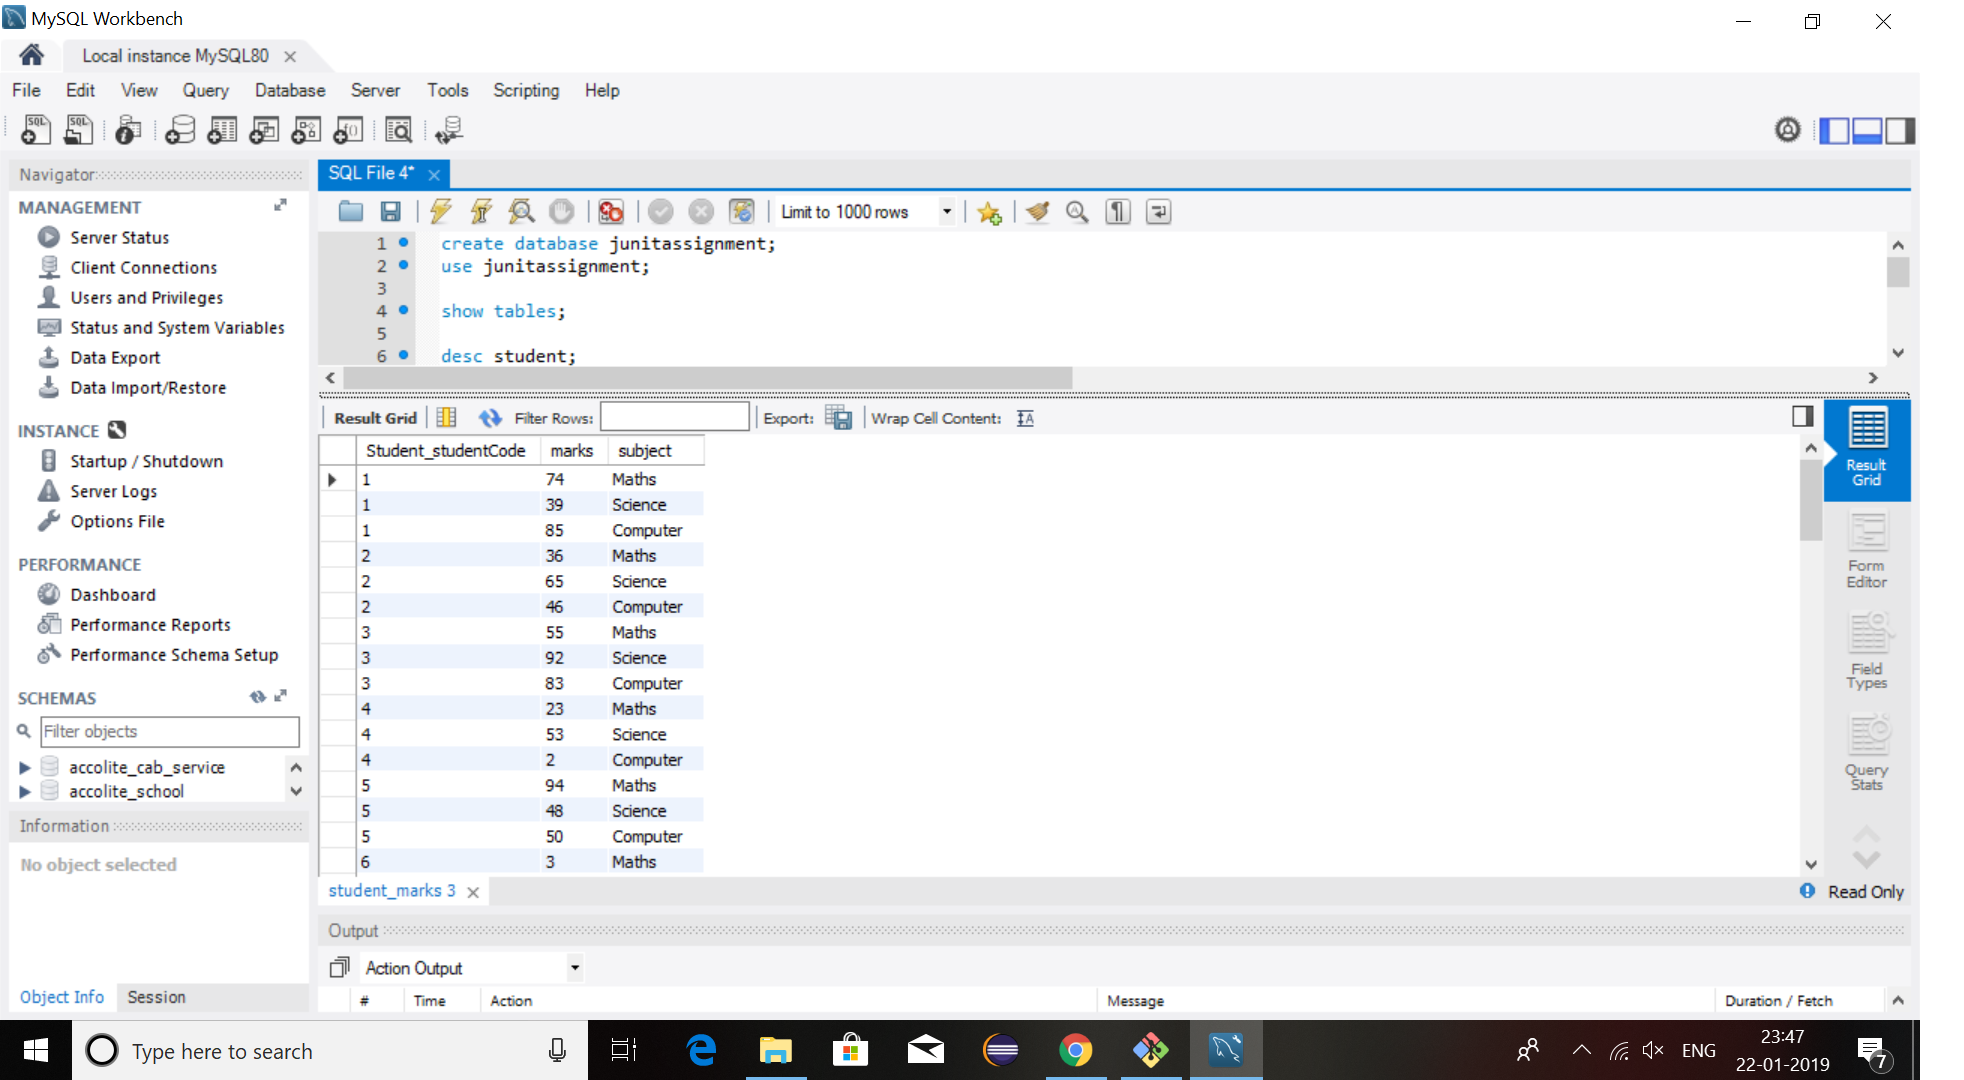 MySQL Workbench
Local instance MySQL80
File Edit View Query Database Server Tools Scripting Help
Navigator
MANAGEMENT
Server Status
Client Connections
Users and Privileges
Status and System Variables
Data Export
Data Import/Restore
INSTANCE
Startup / Shutdown
Server Logs
Options File
PERFORMANCE
Dashboard
Performance Reports
Performance Schema Setup
SCHEMAS
Filter objects
accolite_cab_service
accolite_school
Information
No object selected
Object Info Session
SQL File 4*
Limit to 1000 rows
1 create database junitassignment;
2 use junitassignment;
3
4 show tables;
5
6 desc student;
Result Grid Filter Rows: Export: Wrap Cell Content:
Student_studentCode marks subject
1 74 Maths
1 39 Science
1 85 Computer
2 36 Maths
2 65 Science
2 46 Computer
3 55 Maths
3 92 Science
3 83 Computer
4 23 Maths
4 53 Science
4 2 Computer
5 94 Maths
5 48 Science
5 50 Computer
6 3 Maths
Result
Grid
Form
Editor
Field
Types
Query
Stats
student_marks 3
Read Only
Output
Action Output
# Time Action Message Duration / Fetch
Type here to search
ENG
23:47
22-01-2019
7